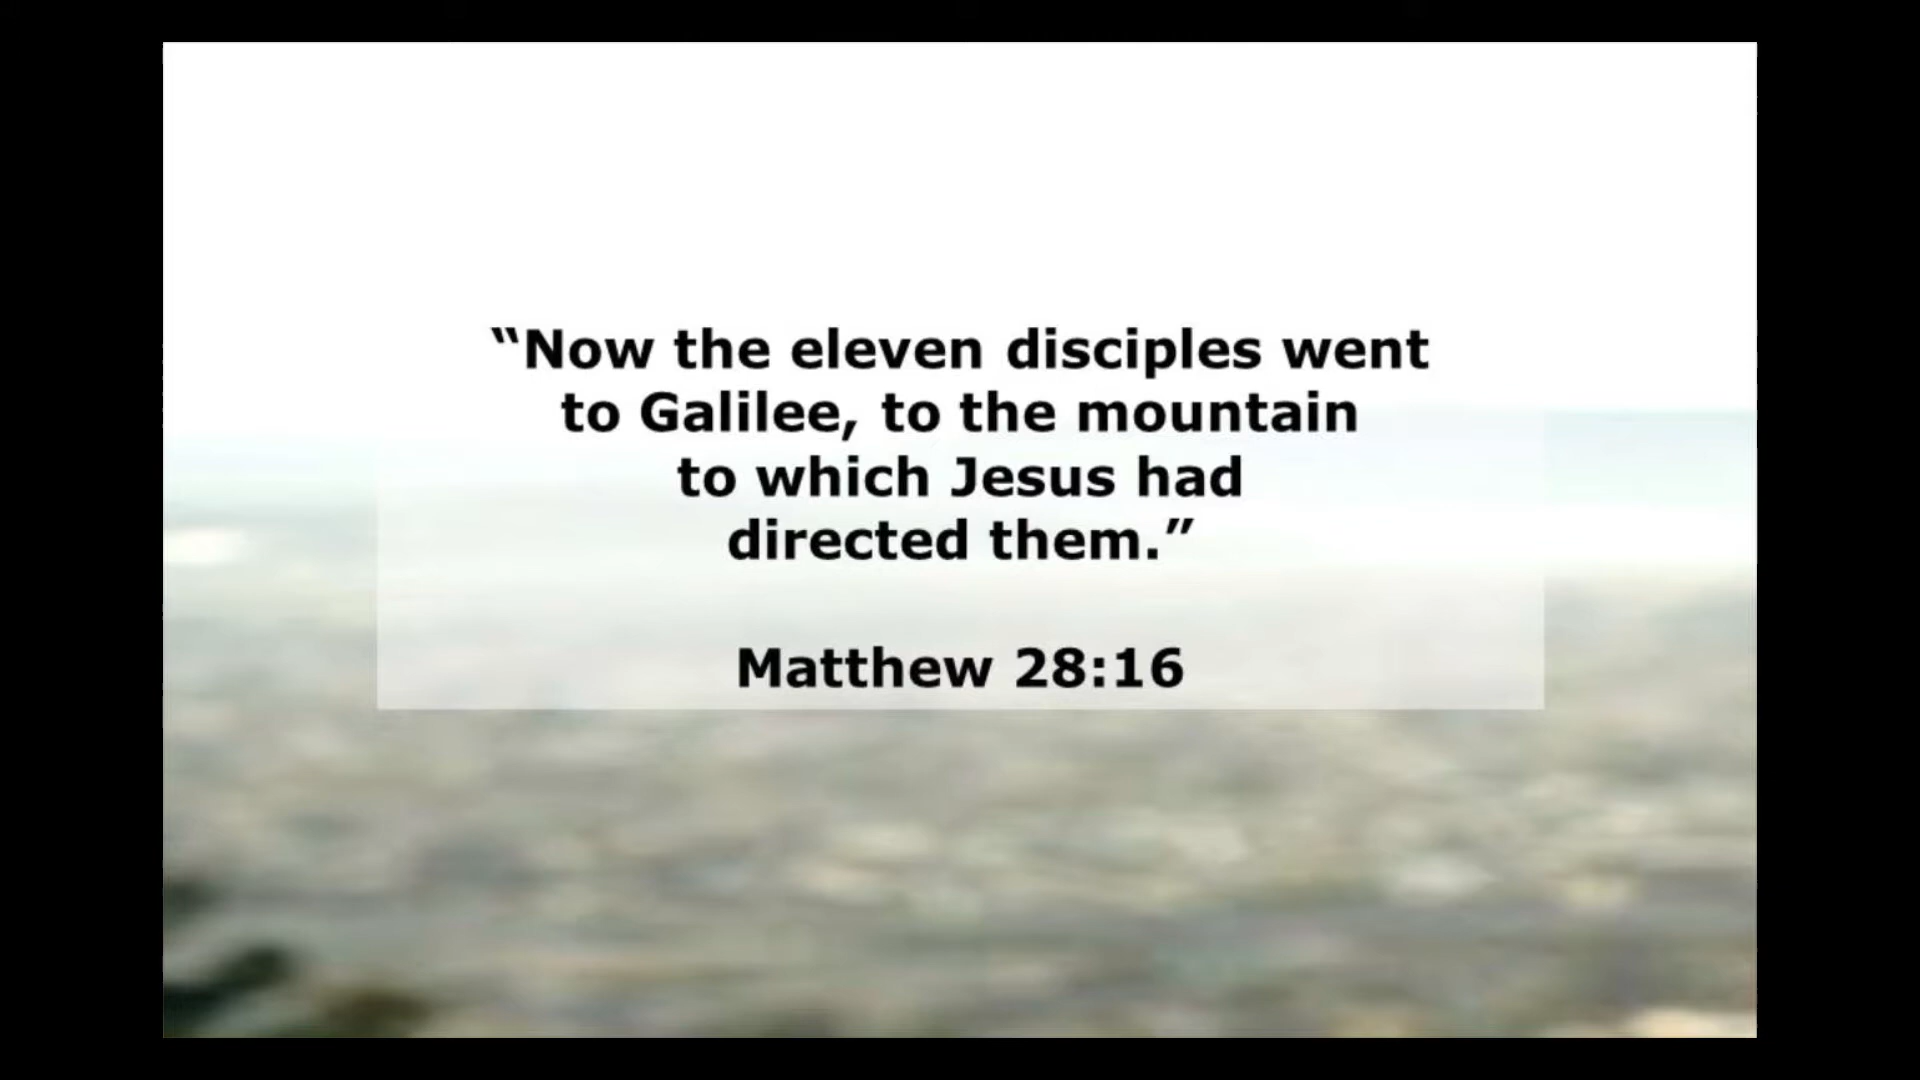 “Now the eleven disciples went
to Galilee, to the mountain
to which Jesus had
directed them.”
Matthew 28:16